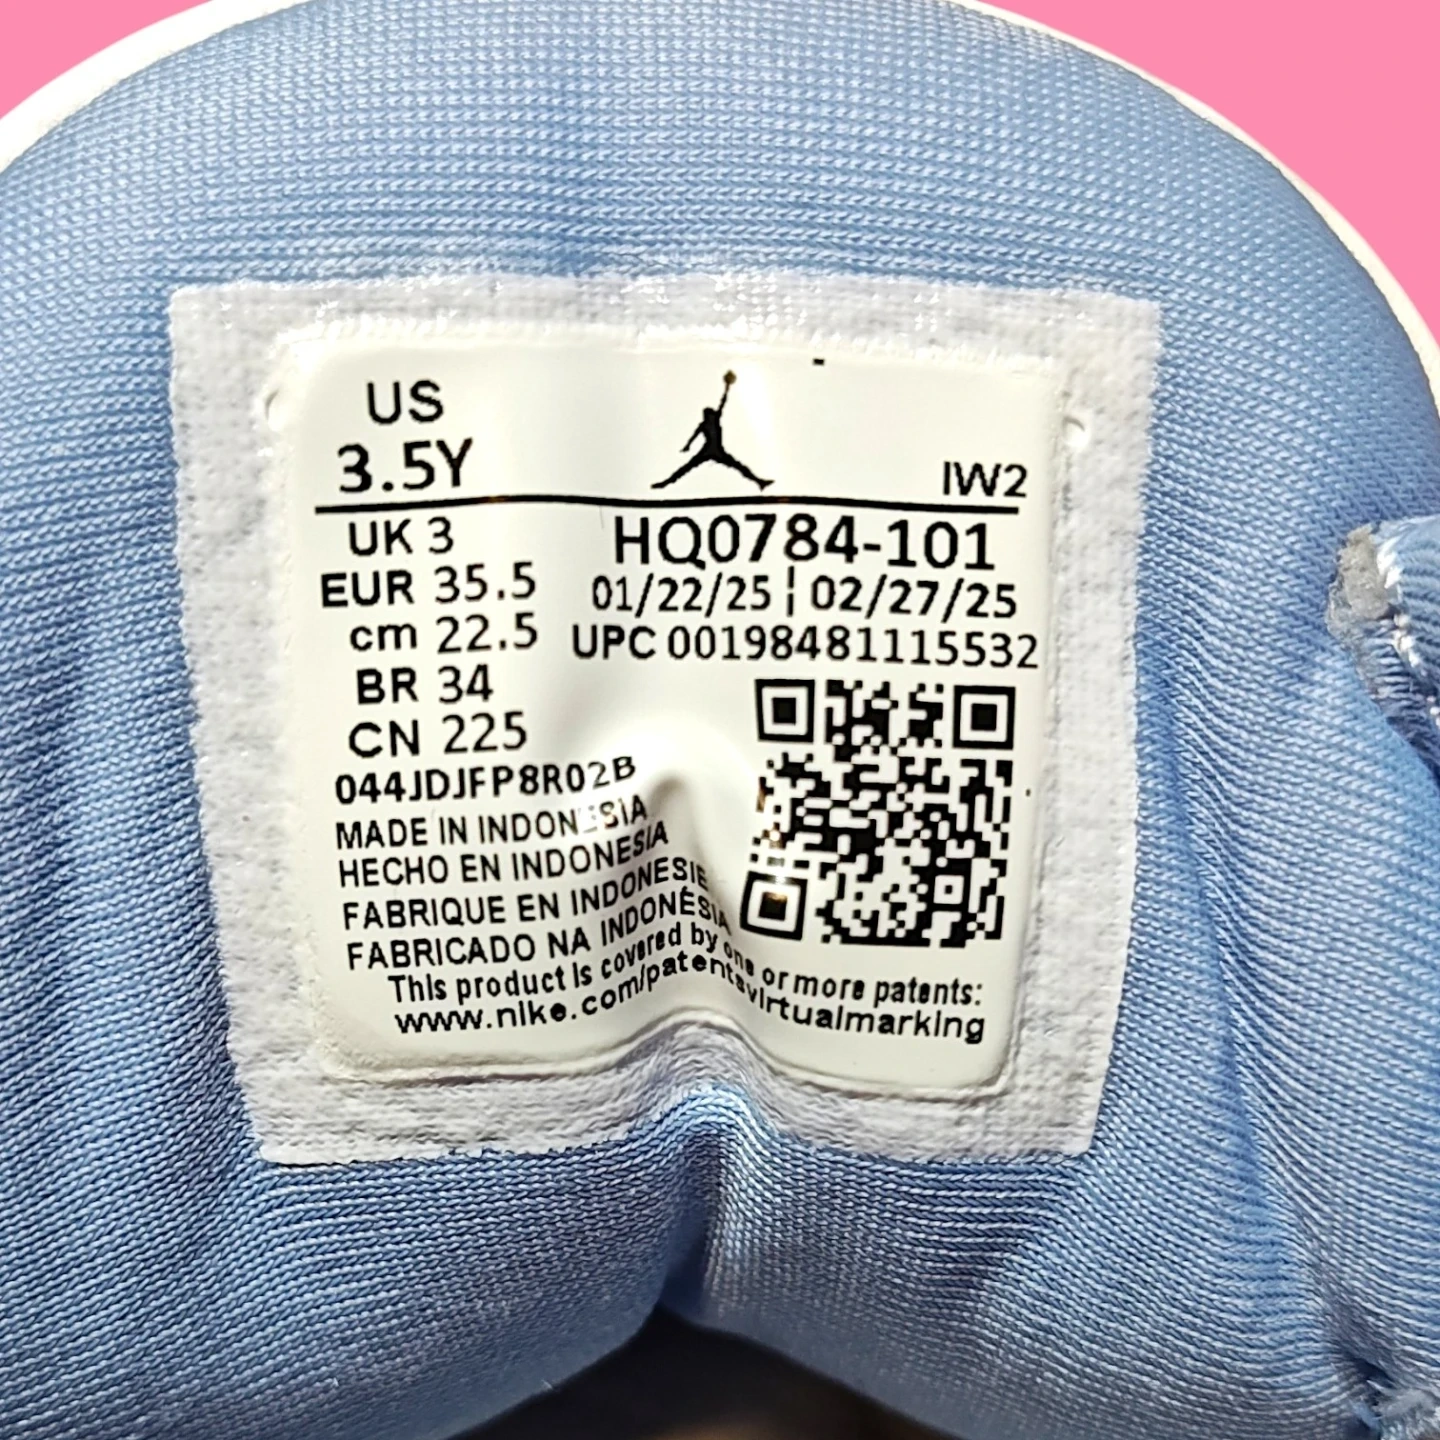 US
3.5Y
IW2
UK 3
EUR 35.5
cm 22.5
BR 34
CN 225
HQ0784-101
01/22/25 ¦ 02/27/25
UPC 00198481115532
044JDJFP8R02B
MADE IN INDONESIA
HECHO EN INDONESIA
FABRIQUE EN INDONESIE
FABRICADO NA INDONÉSIA
This product is covered by one or more patents:
www.nike.com/patentsvirtualmarking